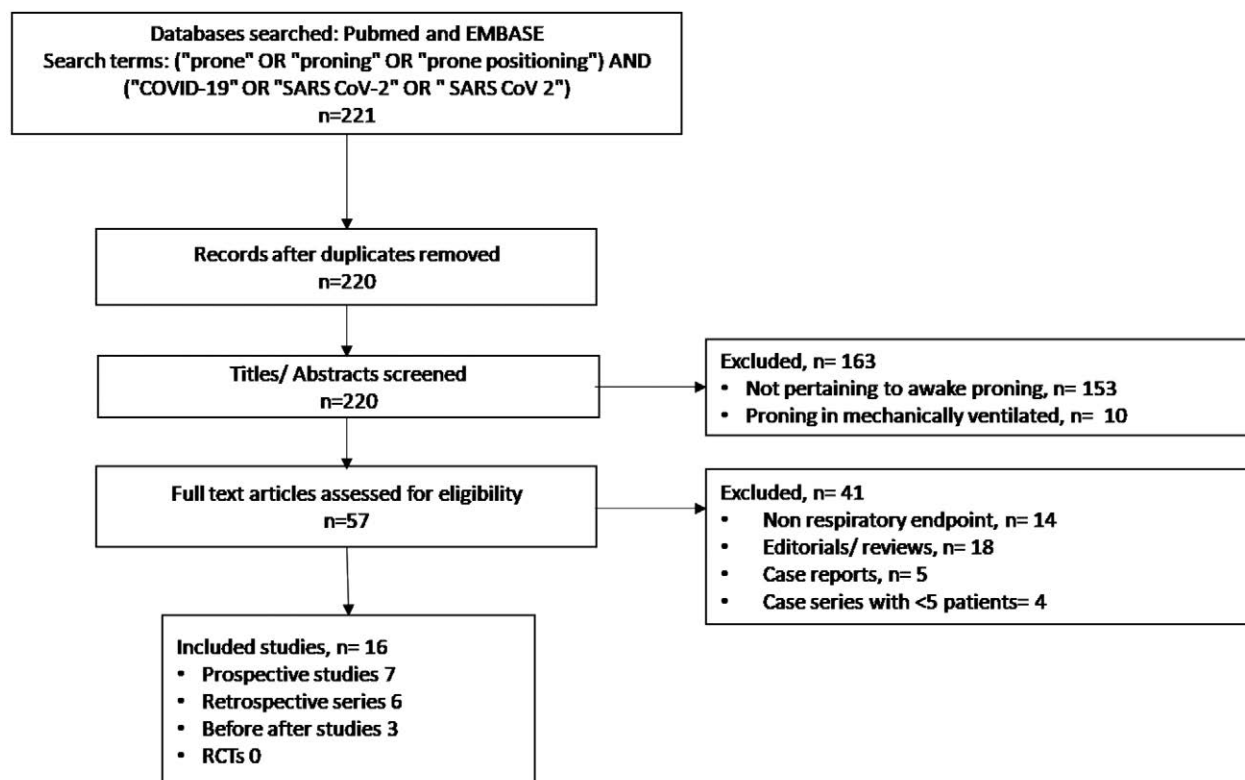 Databases searched: Pubmed and EMBASE
Search terms: ("prone" OR "proning" OR "prone positioning") AND
("COVID-19" OR "SARS CoV-2" OR " SARS CoV 2")
n=221
Records after duplicates removed
n=220
Titles/ Abstracts screened
n=220
Excluded, n= 163
• Not pertaining to awake proning, n= 153
• Proning in mechanically ventilated, n= 10
Full text articles assessed for eligibility
n=57
Excluded, n= 41
• Non respiratory endpoint, n= 14
• Editorials/ reviews, n= 18
• Case reports, n= 5
• Case series with <5 patients= 4
Included studies, n= 16
• Prospective studies 7
• Retrospective series 6
• Before after studies 3
• RCTs 0